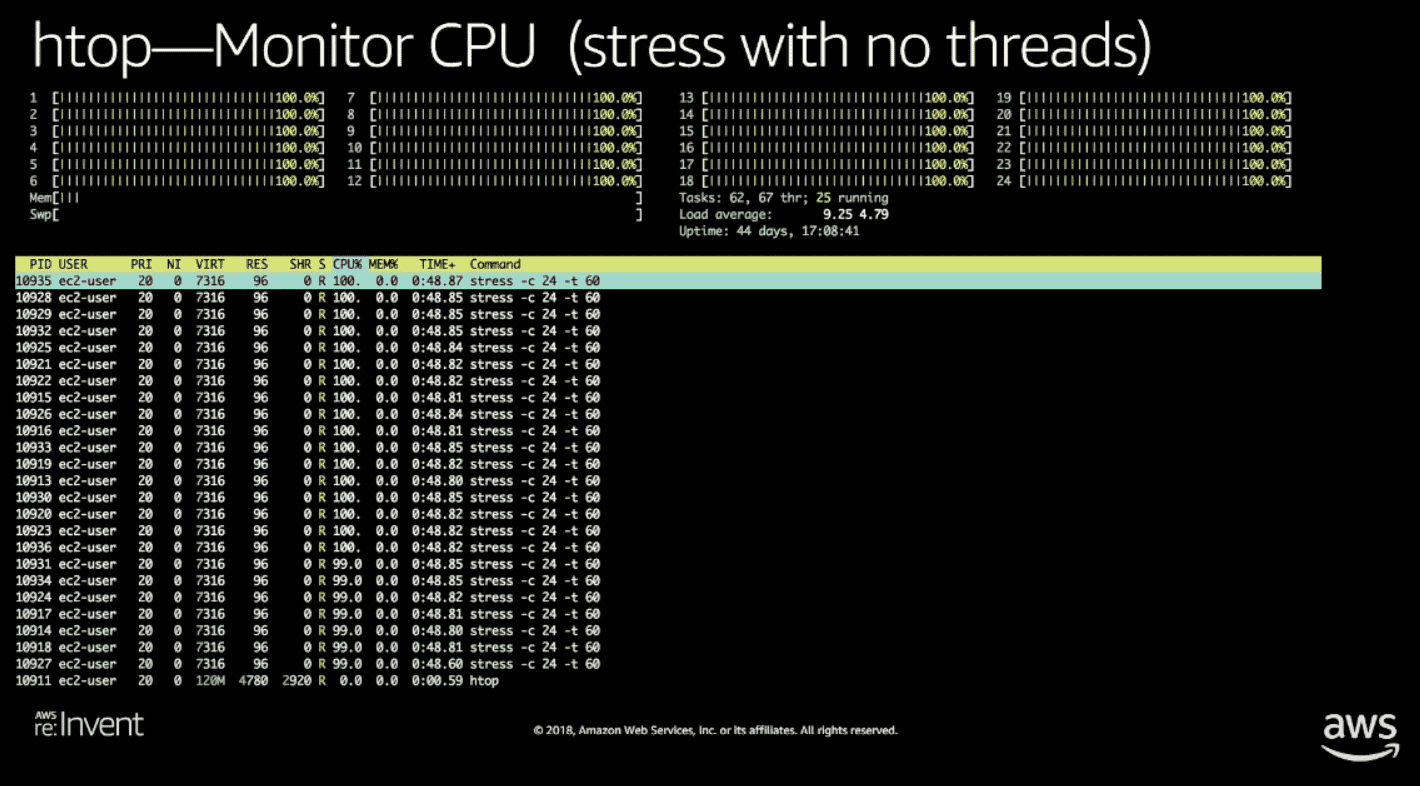 htop—Monitor CPU (stress with no threads)
1 [||||||||||||||||||||||||||||||100.0%] 7 [||||||||||||||||||||||||||||||100.0%] 13 [||||||||||||||||||||||||||||||100.0%] 19 [||||||||||||||||||||||||||||||100.0%]
2 [||||||||||||||||||||||||||||||100.0%] 8 [||||||||||||||||||||||||||||||100.0%] 14 [||||||||||||||||||||||||||||||100.0%] 20 [||||||||||||||||||||||||||||||100.0%]
3 [||||||||||||||||||||||||||||||100.0%] 9 [||||||||||||||||||||||||||||||100.0%] 15 [||||||||||||||||||||||||||||||100.0%] 21 [||||||||||||||||||||||||||||||100.0%]
4 [||||||||||||||||||||||||||||||100.0%] 10 [||||||||||||||||||||||||||||||100.0%] 16 [||||||||||||||||||||||||||||||100.0%] 22 [||||||||||||||||||||||||||||||100.0%]
5 [||||||||||||||||||||||||||||||100.0%] 11 [||||||||||||||||||||||||||||||100.0%] 17 [||||||||||||||||||||||||||||||100.0%] 23 [||||||||||||||||||||||||||||||100.0%]
6 [||||||||||||||||||||||||||||||100.0%] 12 [||||||||||||||||||||||||||||||100.0%] 18 [||||||||||||||||||||||||||||||100.0%] 24 [||||||||||||||||||||||||||||||100.0%]
Mem[||| ] Tasks: 62, 67 thr; 25 running
Swp[ ] Load average: 9.25 4.79
Uptime: 44 days, 17:08:41
PID USER PRI NI VIRT RES SHR S CPU% MEM% TIME+ Command
10935 ec2-user 20 0 7316 96 0 R 100. 0.0 0:48.87 stress -c 24 -t 60
10928 ec2-user 20 0 7316 96 0 R 100. 0.0 0:48.85 stress -c 24 -t 60
10929 ec2-user 20 0 7316 96 0 R 100. 0.0 0:48.85 stress -c 24 -t 60
10932 ec2-user 20 0 7316 96 0 R 100. 0.0 0:48.85 stress -c 24 -t 60
10925 ec2-user 20 0 7316 96 0 R 100. 0.0 0:48.84 stress -c 24 -t 60
10921 ec2-user 20 0 7316 96 0 R 100. 0.0 0:48.82 stress -c 24 -t 60
10922 ec2-user 20 0 7316 96 0 R 100. 0.0 0:48.82 stress -c 24 -t 60
10915 ec2-user 20 0 7316 96 0 R 100. 0.0 0:48.81 stress -c 24 -t 60
10926 ec2-user 20 0 7316 96 0 R 100. 0.0 0:48.84 stress -c 24 -t 60
10916 ec2-user 20 0 7316 96 0 R 100. 0.0 0:48.81 stress -c 24 -t 60
10933 ec2-user 20 0 7316 96 0 R 100. 0.0 0:48.85 stress -c 24 -t 60
10919 ec2-user 20 0 7316 96 0 R 100. 0.0 0:48.82 stress -c 24 -t 60
10913 ec2-user 20 0 7316 96 0 R 100. 0.0 0:48.80 stress -c 24 -t 60
10930 ec2-user 20 0 7316 96 0 R 100. 0.0 0:48.85 stress -c 24 -t 60
10920 ec2-user 20 0 7316 96 0 R 100. 0.0 0:48.82 stress -c 24 -t 60
10923 ec2-user 20 0 7316 96 0 R 100. 0.0 0:48.82 stress -c 24 -t 60
10936 ec2-user 20 0 7316 96 0 R 100. 0.0 0:48.82 stress -c 24 -t 60
10931 ec2-user 20 0 7316 96 0 R 99.0 0.0 0:48.85 stress -c 24 -t 60
10934 ec2-user 20 0 7316 96 0 R 99.0 0.0 0:48.85 stress -c 24 -t 60
10924 ec2-user 20 0 7316 96 0 R 99.0 0.0 0:48.82 stress -c 24 -t 60
10917 ec2-user 20 0 7316 96 0 R 99.0 0.0 0:48.81 stress -c 24 -t 60
10914 ec2-user 20 0 7316 96 0 R 99.0 0.0 0:48.80 stress -c 24 -t 60
10918 ec2-user 20 0 7316 96 0 R 99.0 0.0 0:48.81 stress -c 24 -t 60
10927 ec2-user 20 0 7316 96 0 R 99.0 0.0 0:48.60 stress -c 24 -t 60
10911 ec2-user 20 0 120M 4780 2920 R 0.0 0.0 0:00.59 htop
AWS
re:Invent
© 2018, Amazon Web Services, Inc. or its affiliates. All rights reserved.
aws